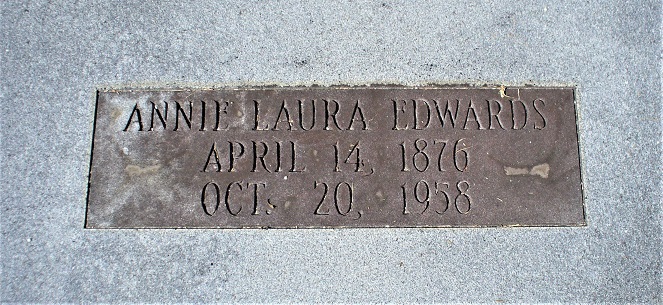 ANNIE LAURA EDWARDS
APRIL 14, 1876
OCT. 20, 1958